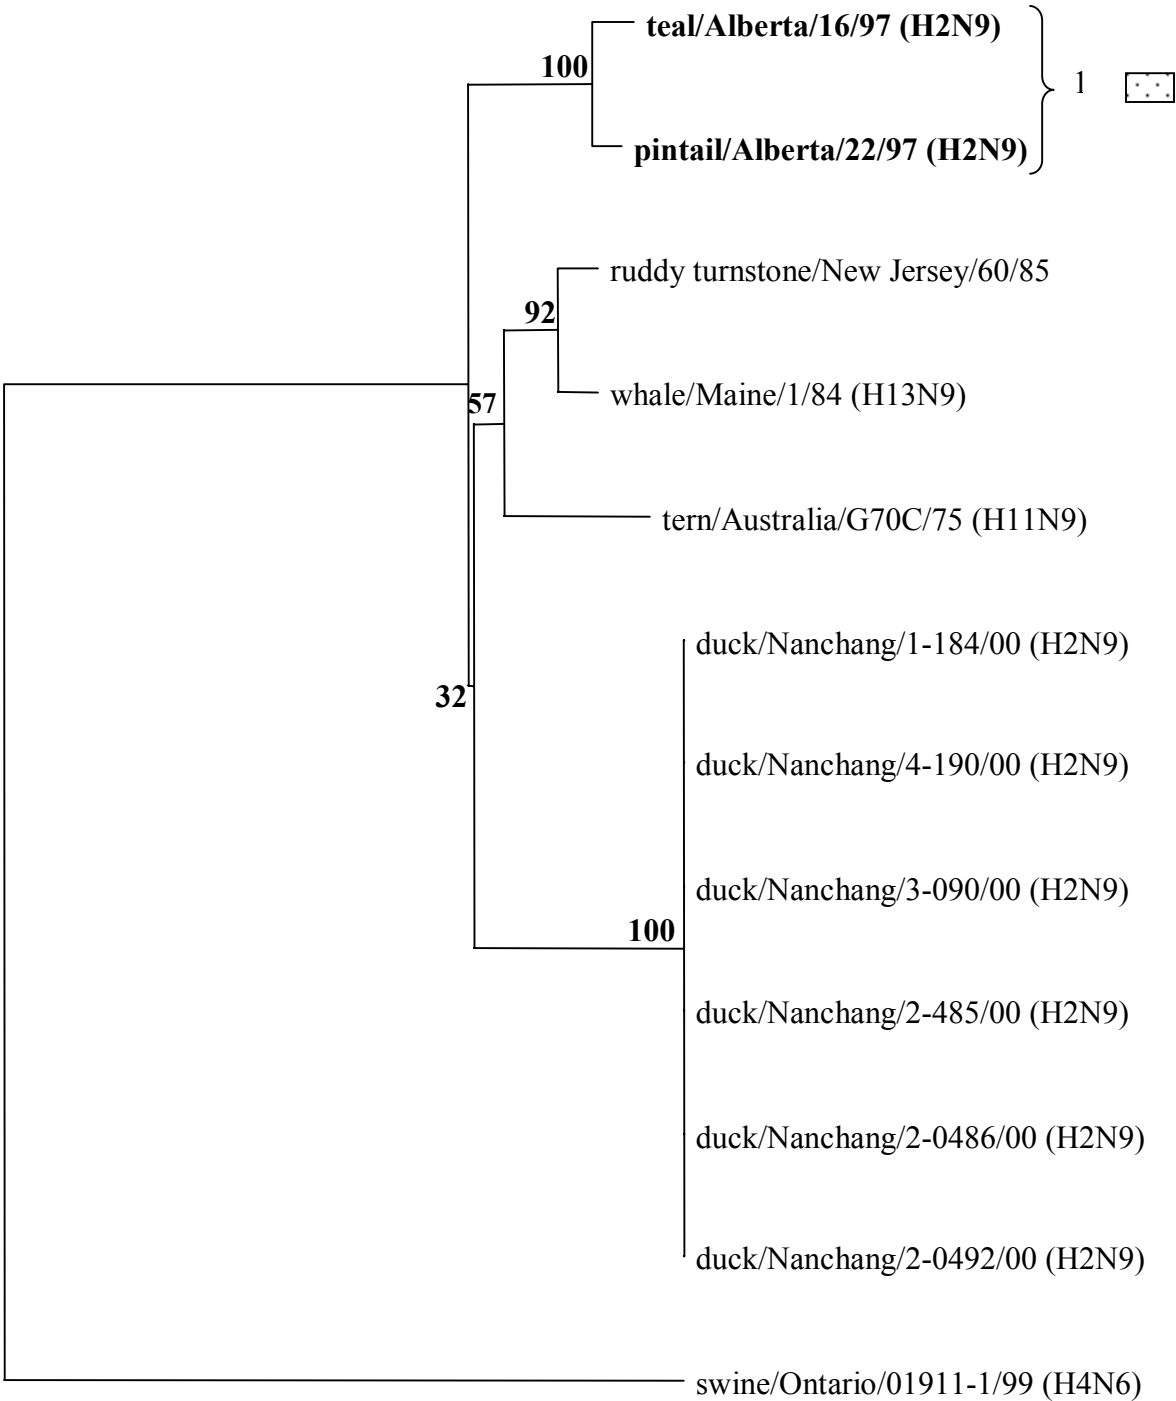 teal/Alberta/16/97 (H2N9)
100
1
pintail/Alberta/22/97 (H2N9)
ruddy turnstone/New Jersey/60/85
92
whale/Maine/1/84 (H13N9)
57
tern/Australia/G70C/75 (H11N9)
duck/Nanchang/1-184/00 (H2N9)
32
duck/Nanchang/4-190/00 (H2N9)
duck/Nanchang/3-090/00 (H2N9)
100
duck/Nanchang/2-485/00 (H2N9)
duck/Nanchang/2-0486/00 (H2N9)
duck/Nanchang/2-0492/00 (H2N9)
swine/Ontario/01911-1/99 (H4N6)